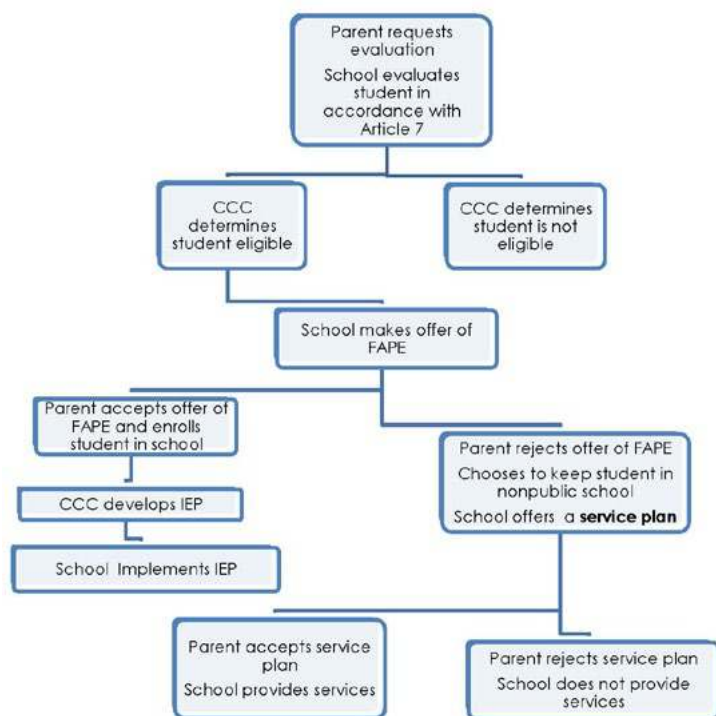 Parent requests
evaluation
School evaluates
student in
accordance with
Article 7
CCC
determines
student eligible
CCC determines
student is not
eligible
School makes offer of
FAPE
Parent accepts offer of
FAPE and enrolls
student in school
CCC develops IEP
School Implements IEP
Parent rejects offer of FAPE
Chooses to keep student in
nonpublic school
School offers a service plan
Parent accepts service
plan
School provides services
Parent rejects service plan
School does not provide
services